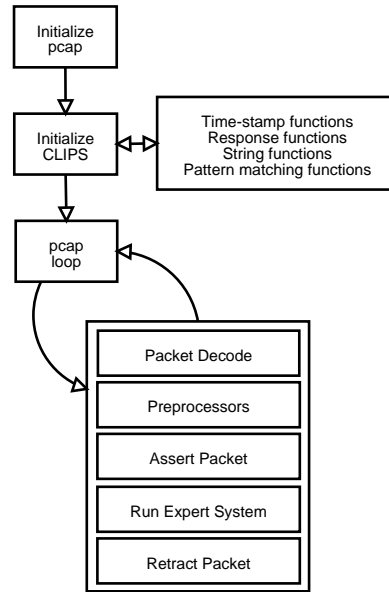 Initialize
pcap
Initialize
CLIPS
Time-stamp functions
Response functions
String functions
Pattern matching functions
pcap
loop
Packet Decode
Preprocessors
Assert Packet
Run Expert System
Retract Packet